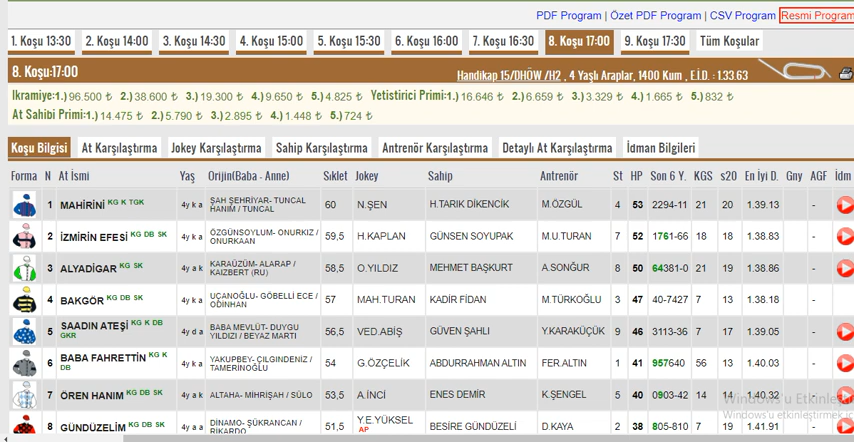 PDF Program | Özet PDF Program | CSV Program Resmi Program
1. Koşu 13:30 2. Koşu 14:00 3. Koşu 14:30 4. Koşu 15:00 5. Koşu 15:30 6. Koşu 16:00 7. Koşu 16:30 8. Koşu 17:00 9. Koşu 17:30 Tüm Koşular
8. Koşu:17:00 Handikap 15/DHÖW /H2 , 4 Yaşlı Araplar, 1400 Kum , E.İ.D. : 1.33.63
Ikramiye:1.) 96.500 ₺ 2.) 38.600 ₺ 3.) 19.300 ₺ 4.) 9.650 ₺ 5.) 4.825 ₺ Yetistirici Primi:1.) 16.646 ₺ 2.) 6.659 ₺ 3.) 3.329 ₺ 4.) 1.665 ₺ 5.) 832 ₺
At Sahibi Primi:1.) 14.475 ₺ 2.) 5.790 ₺ 3.) 2.895 ₺ 4.) 1.448 ₺ 5.) 724 ₺
Koşu Bilgisi At Karşılaştırma Jokey Karşılaştırma Sahip Karşılaştırma Antrenör Karşılaştırma Detaylı At Karşılaştırma İdman Bilgileri
Forma N At İsmi Yaş Orijin(Baba - Anne) Sıklet Jokey Sahip Antrenör St HP Son 6 Y. KGS s20 En İyi D. Gny AGF İdm
1 MAHİRİNİ KG K TGK 4y k a ŞAH ŞEHRİYAR- TUNCAL HANIM / TUNCAL 60 N.ŞEN H.TARIK DİKENCİK M.ÖZGÜL 4 53 2294-11 21 20 1.39.13 -
2 İZMİRİN EFESİ KG DB SK 4y k a ÖZGÜNSOYLUM- ONURKIZ / ONURKAAN 59,5 H.KAPLAN GÜNSEN SOYUPAK M.U.TURAN 7 52 1761-66 18 18 1.38.83 -
3 ALYADİGAR KG SK 4y a k KARAÜZÜM- ALARAP / KAIZBERT (RU) 58,5 O.YILDIZ MEHMET BAŞKURT A.SONĞUR 8 50 64381-0 21 19 1.38.86 -
4 BAKGÖR KG DB SK 4y k a UÇANOĞLU- GÖBELLİ ECE / ODİNHAN 57 MAH.TURAN KADİR FİDAN M.TÜRKOĞLU 3 47 40-7427 7 13 1.38.18 -
5 SAADIN ATEŞİ KG K DB GKR 4y d a BABA MEVLÜT- DUYGU YILDIZI / BEYAZ MARTI 56,5 VED.ABİŞ GÜVEN ŞAHLI Y.KARAKÜÇÜK 9 46 3113-36 7 17 1.39.05 -
6 BABA FAHRETTİN KG K DB 4y a k YAKUPBEY- ÇILGINDENİZ / TAMERİNOĞLU 54 G.ÖZÇELİK ABDURRAHMAN ALTIN FER.ALTIN 1 41 957640 56 13 1.40.03 -
7 ÖREN HANIM KG DB SK 4y a k ALTAHA- MİHRİŞAH / SÜLO 53,5 A.İNCİ ENES DEMİR K.ŞENGEL 5 40 0903-42 14 14 1.40.32 -
8 GÜNDÜZELİM KG DB SK 4y a a DİNAMO- ŞÜKRANCAN / RİKARDO 51,5 Y.E.YÜKSEL AP BESİRE GÜNDÜZELİ D.KAYA 2 38 805-810 7 19 1.41.91 -
Windows'u Etkinleştir
Windows'u etkinleştirmek iç